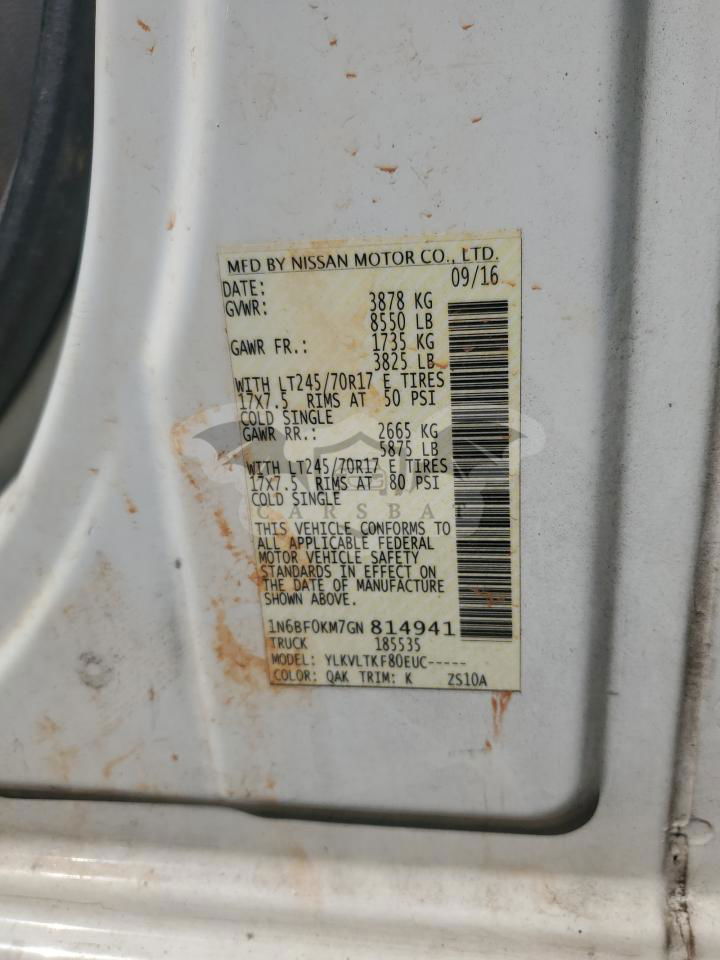 MFD BY NISSAN MOTOR CO., LTD.
DATE: 09/16
GVWR: 3878 KG
8550 LB
GAWR FR.: 1735 KG
3825 LB
WITH LT245/70R17 E TIRES
17X7.5 RIMS AT 50 PSI
COLD SINGLE
GAWR RR.: 2665 KG
5875 LB
WITH LT245/70R17 E TIRES
17X7.5 RIMS AT 80 PSI
COLD SINGLE
CARSBAT
THIS VEHICLE CONFORMS TO
ALL APPLICABLE FEDERAL
MOTOR VEHICLE SAFETY
STANDARDS IN EFFECT ON
THE DATE OF MANUFACTURE
SHOWN ABOVE.
1N6BF0KM7GN 814941
TRUCK 185535
MODEL: YLKVLTKF80EUC-----
COLOR: QAK TRIM: K ZS10A